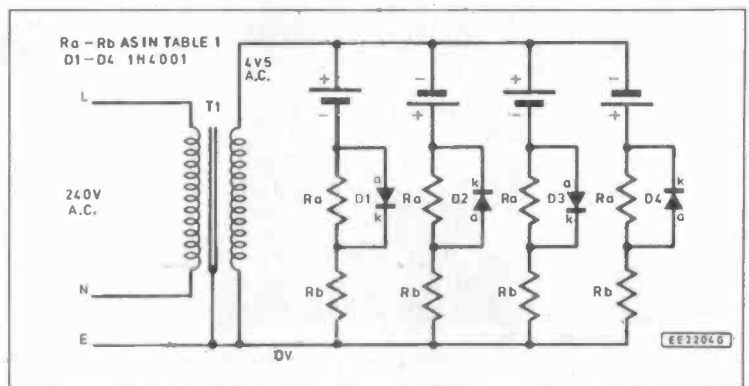 Ra - Rb AS IN TABLE 1
D1 - D4 1N4001
4V5
A.C.
L
T1
240V
A.C.
N
E
0V
+
-
-
+
+
-
-
+
Ra
D1
a
k
Ra
D2
k
a
Ra
D3
a
k
Ra
D4
k
a
Rb
Rb
Rb
Rb
EE3204G